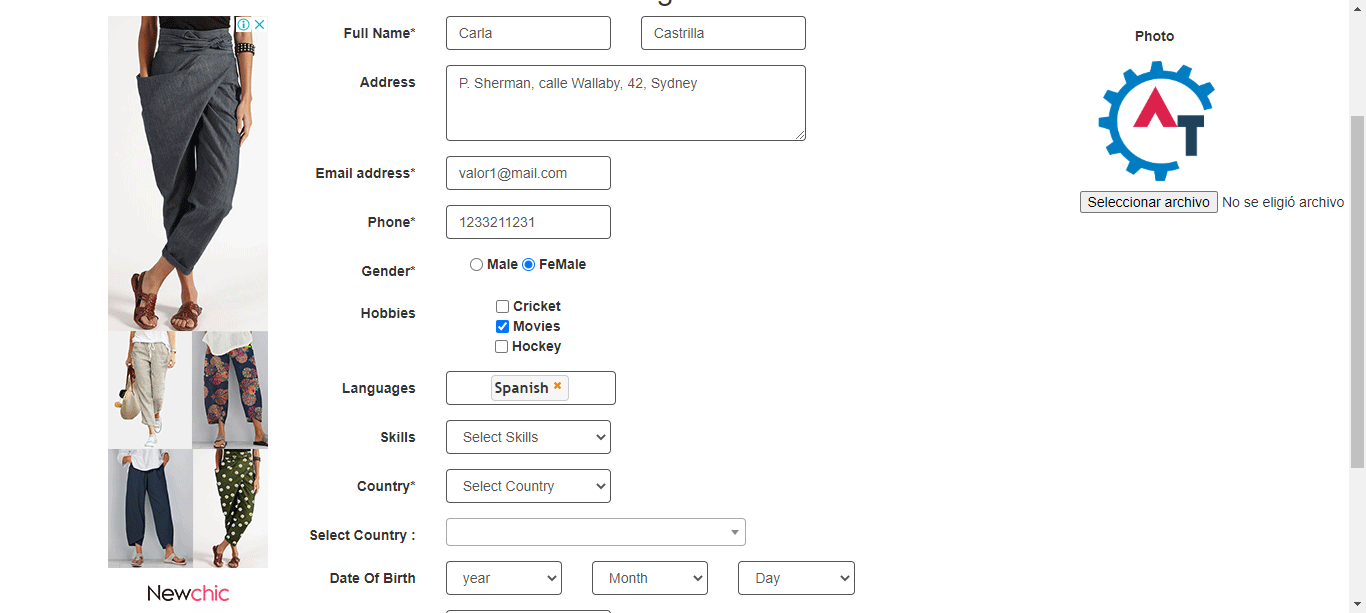 Full Name*
Carla
Castrilla
Photo
Address
P. Sherman, calle Wallaby, 42, Sydney
AT
Email address*
valor1@mail.com
Seleccionar archivo No se eligió archivo
Phone*
1233211231
Gender*
Male FeMale
Hobbies
Cricket
Movies
Hockey
Languages
Spanish
Skills
Select Skills
Country*
Select Country
Select Country :
Date Of Birth
year
Month
Day
Newchic